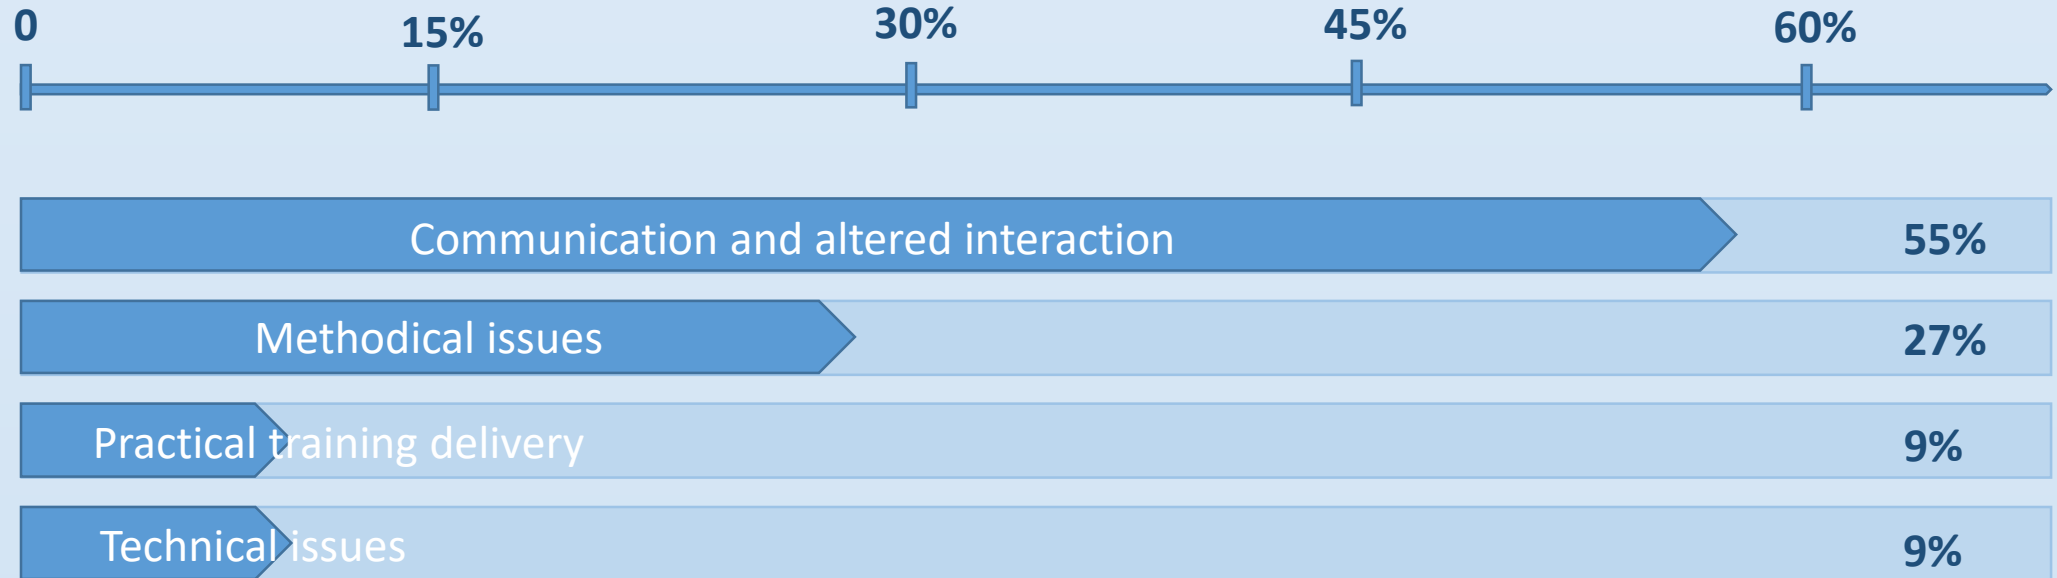 0 15% 30% 45% 60%
Communication and altered interaction 55%
Methodical issues 27%
Practical training delivery 9%
Technical issues 9%